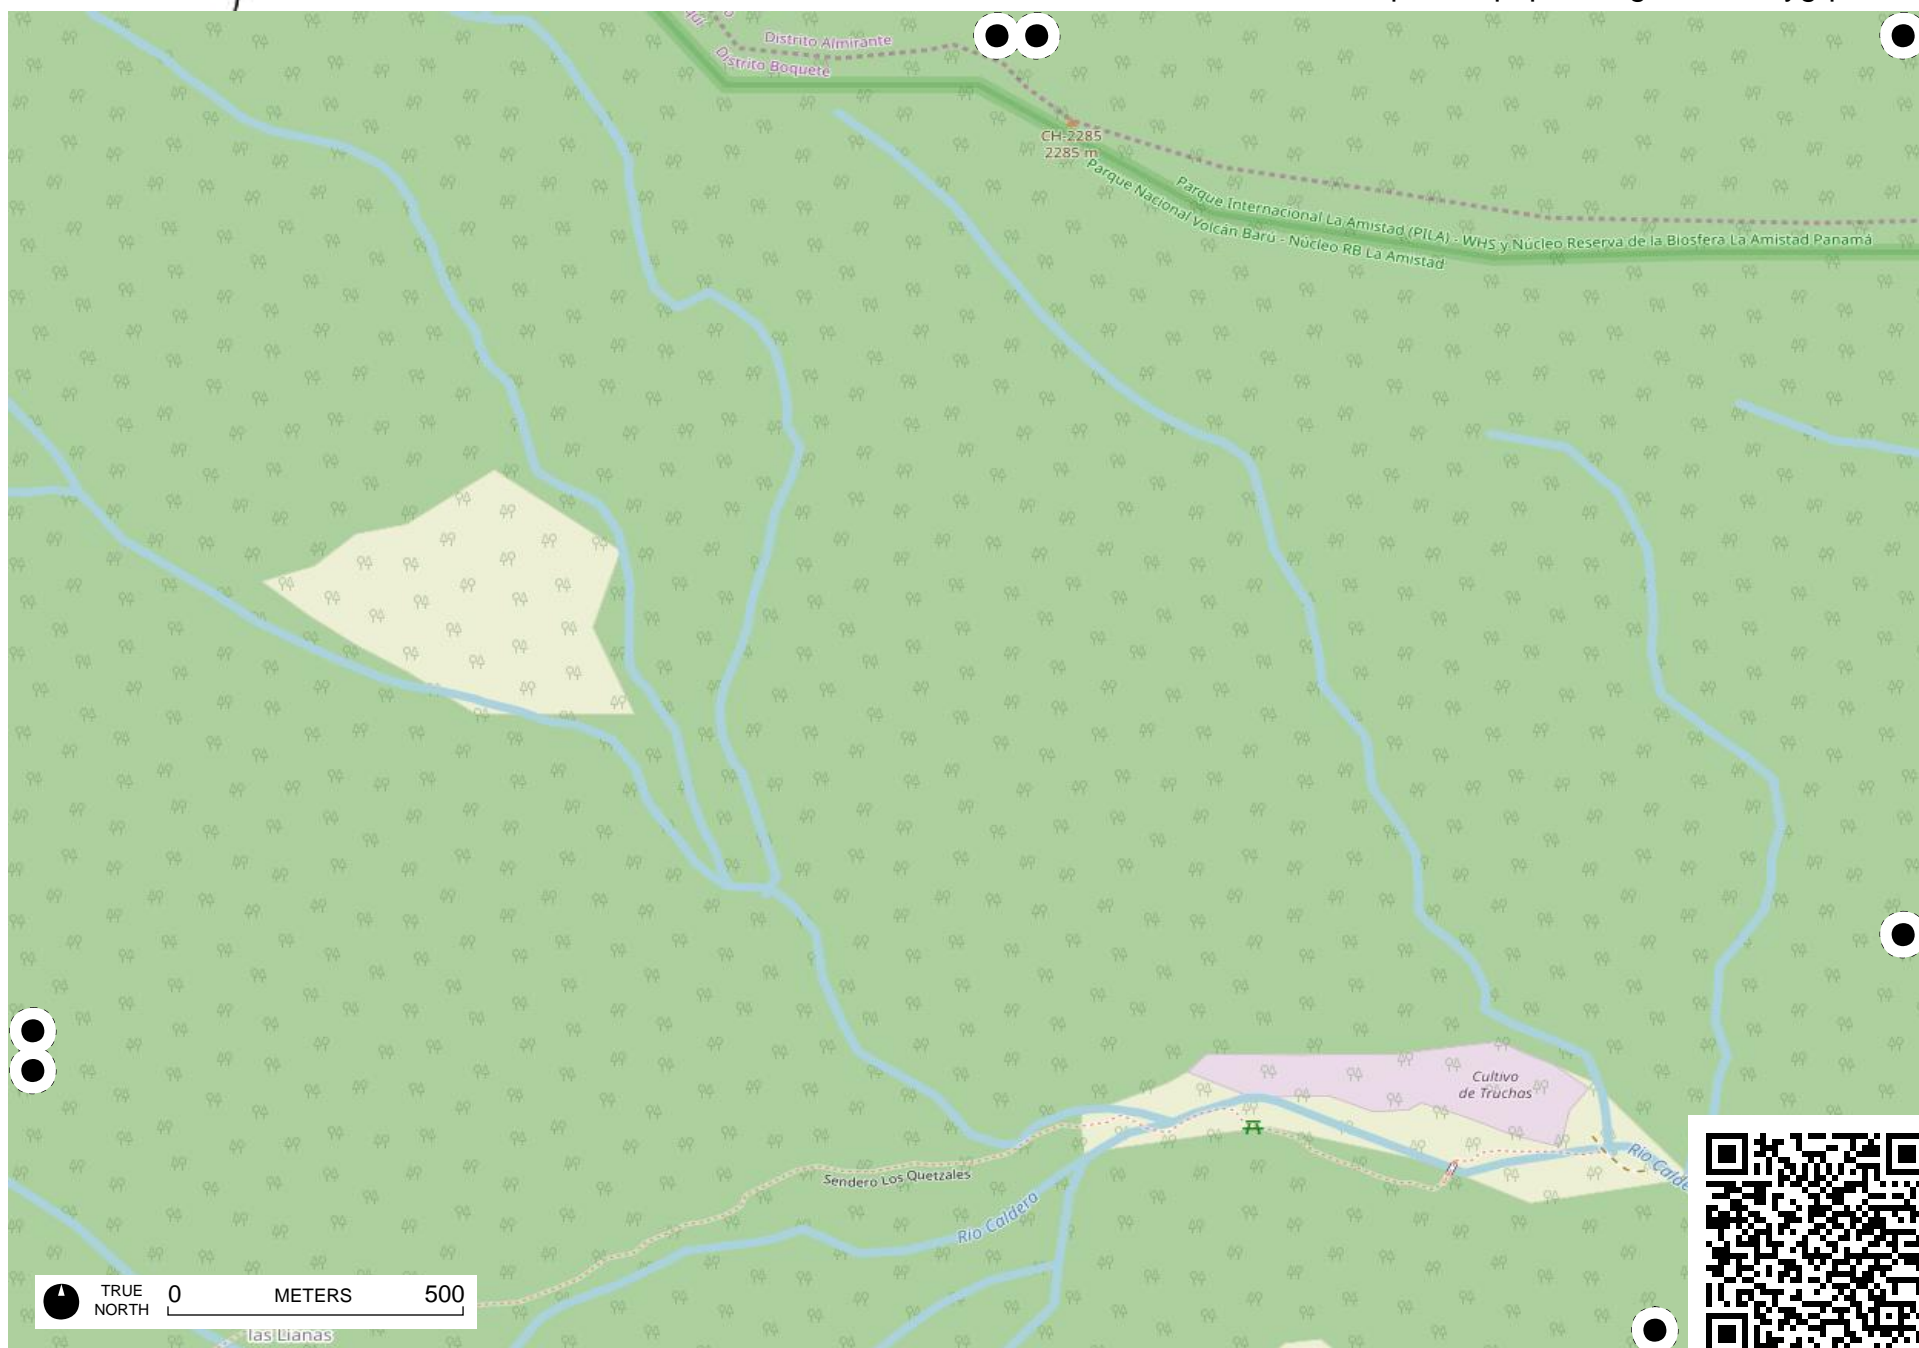 Distrito Almirante
Distrito Boquete
CH-2285
2285 m
Parque Internacional La Amistad (PILA) - WHS y Núcleo Reserva de la Biosfera La Amistad Panamá
Parque Nacional Volcán Barú - Núcleo RB La Amistad
Cultivo
de Truchas
Río Calde
Sendero Los Quetzales
Río Caldera
TRUE
NORTH
0 METERS 500
las Lianas